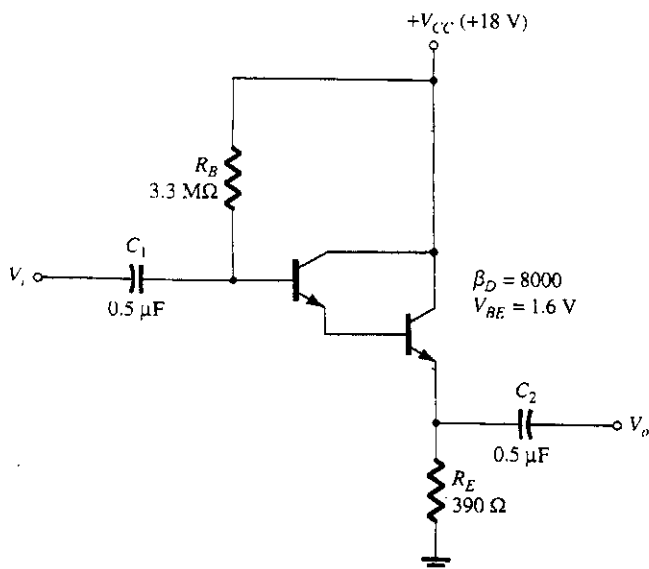 +V_CC (+18 V)
R_B
3.3 MΩ
C_1
V_i
0.5 µF
β_D = 8000
V_BE = 1.6 V
C_2
V_o
0.5 µF
R_E
390 Ω